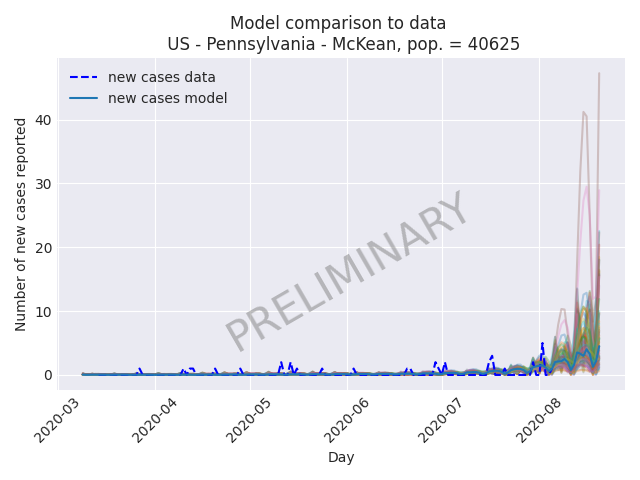 Model comparison to data
US - Pennsylvania - McKean, pop. = 40625
new cases data
new cases model
Number of new cases reported
40
30
20
10
0
PRELIMINARY
2020-03
2020-04
2020-05
2020-06
2020-07
2020-08
Day